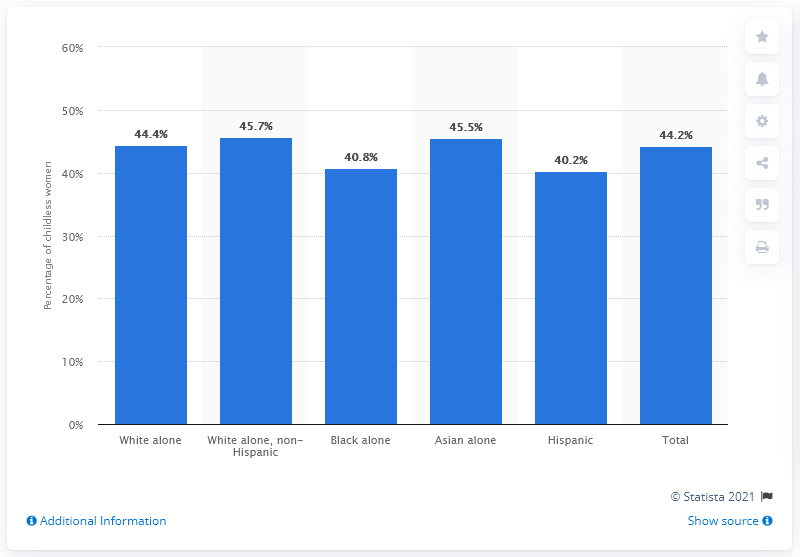 60%
50%
40%
30%
20%
10%
0%
Percentage of childless women
44.4%
45.7%
40.8%
45.5%
40.2%
44.2%
White alone
White alone, non-
Hispanic
Black alone
Asian alone
Hispanic
Total
© Statista 2021
Additional Information
Show source